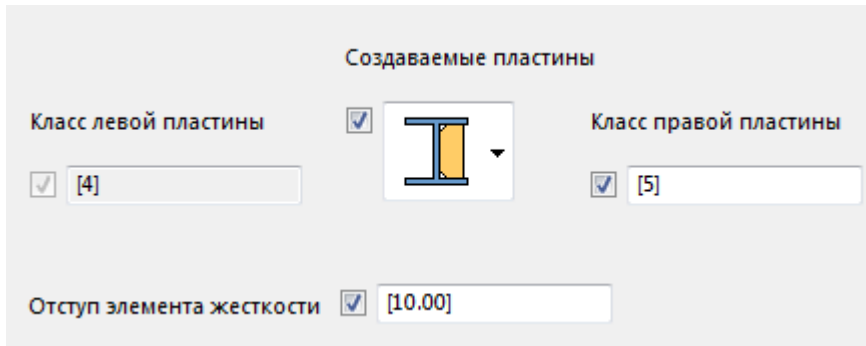 Создаваемые пластины
Класс левой пластины
Класс правой пластины
[4]
[5]
Отступ элемента жесткости
[10.00]